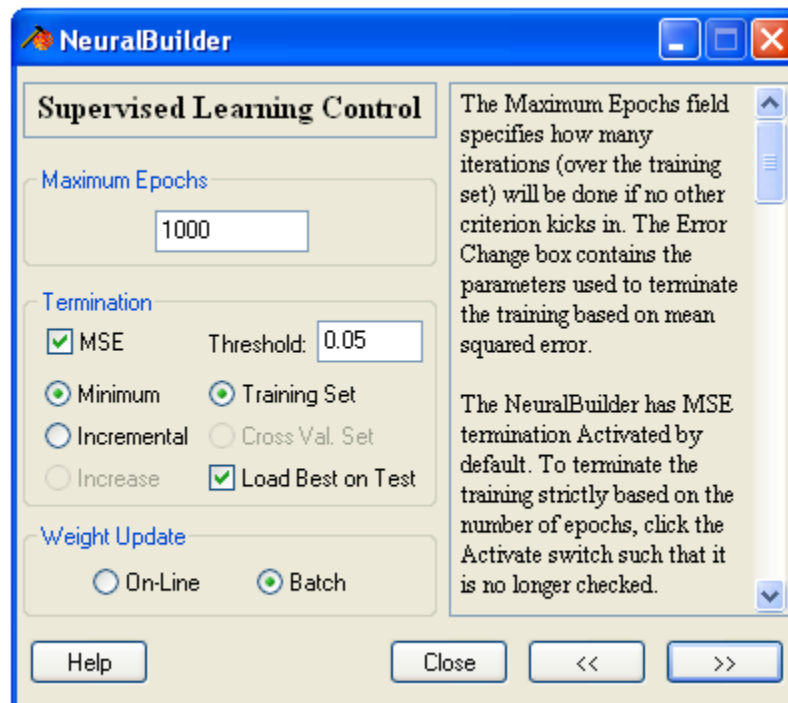 NeuralBuilder
Supervised Learning Control
Maximum Epochs
1000
Termination
MSE
Threshold: 0.05
Minimum
Training Set
Incremental
Cross Val. Set
Increase
Load Best on Test
Weight Update
On-Line
Batch
The Maximum Epochs field
specifies how many
iterations (over the training
set) will be done if no other
criterion kicks in. The Error
Change box contains the
parameters used to terminate
the training based on mean
squared error.
The NeuralBuilder has MSE
termination Activated by
default. To terminate the
training strictly based on the
number of epochs, click the
Activate switch such that it
is no longer checked.
Help
Close
<<
>>